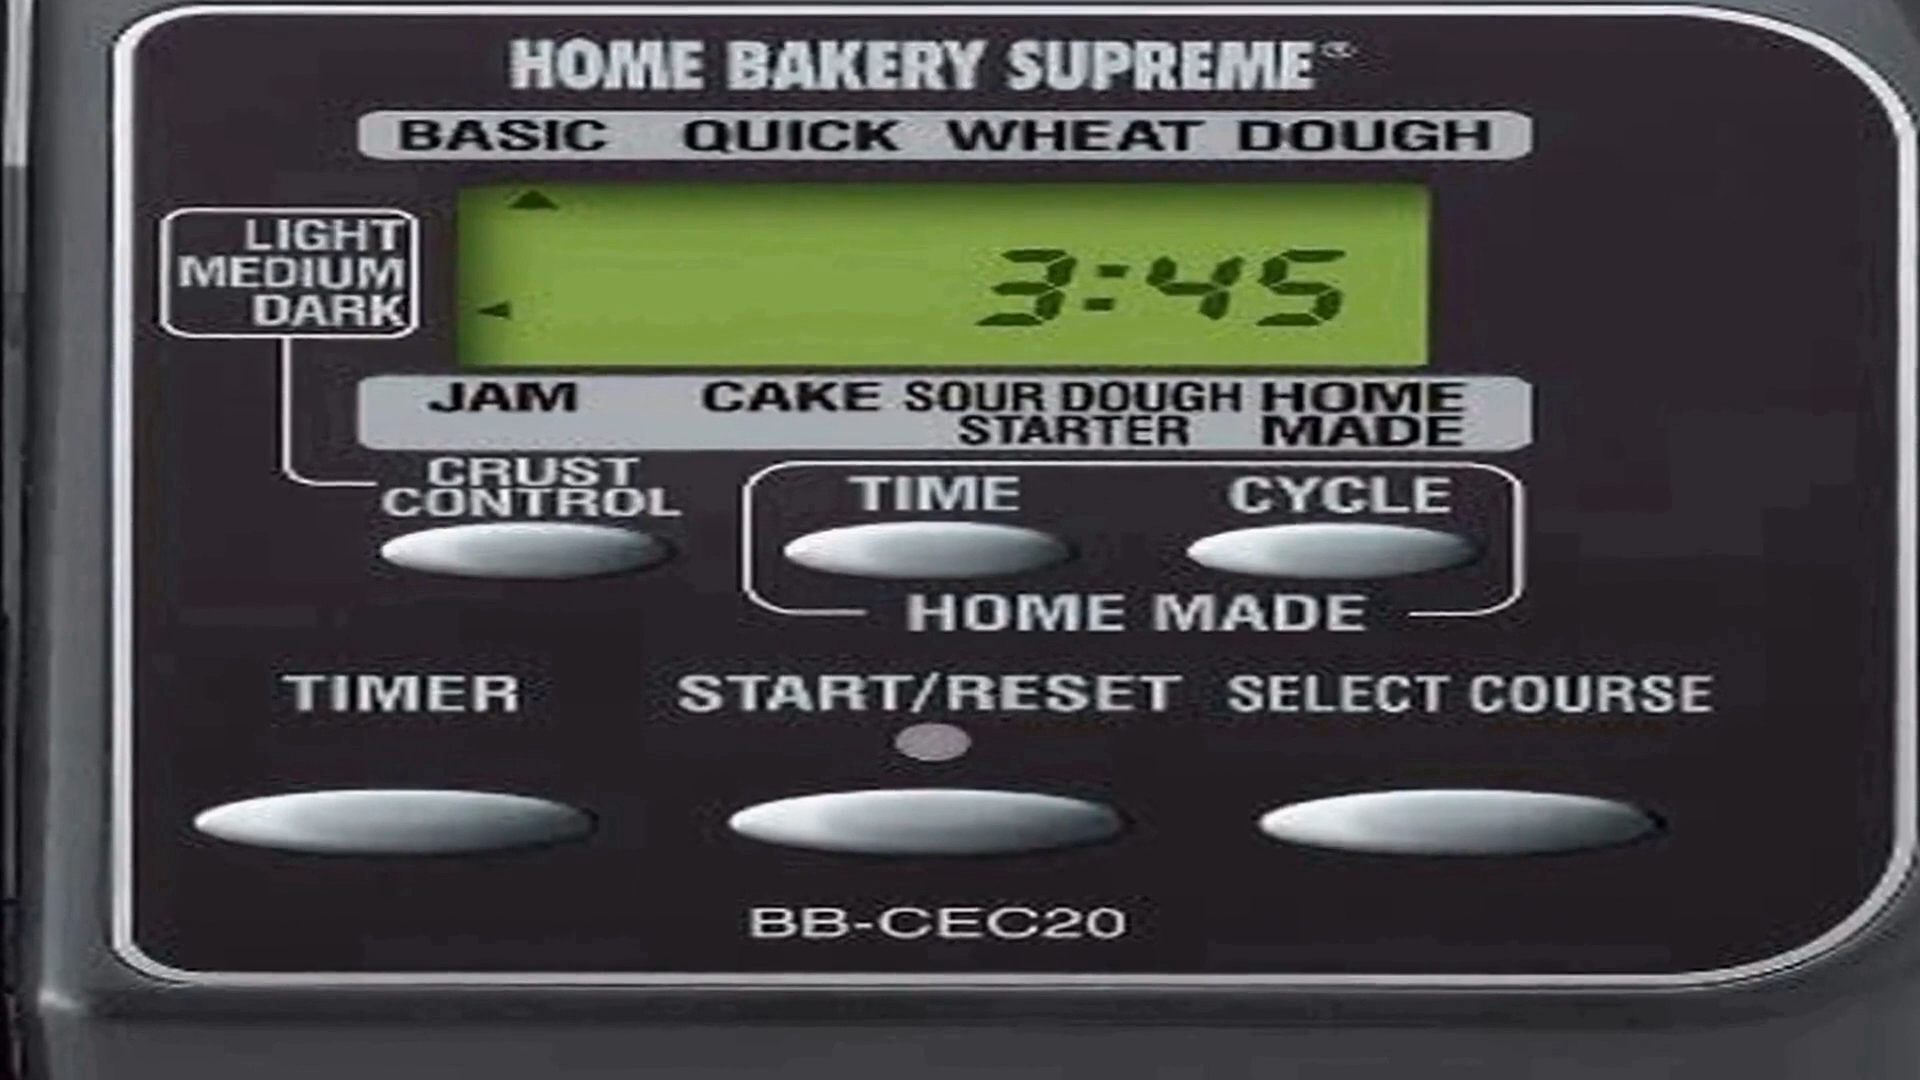 HOME BAKERY SUPREME®
BASIC QUICK WHEAT DOUGH
LIGHT
MEDIUM
DARK
3:45
JAM CAKE SOUR DOUGH STARTER HOME MADE
CRUST CONTROL
TIME CYCLE
HOME MADE
TIMER START/RESET SELECT COURSE
BB-CEC20